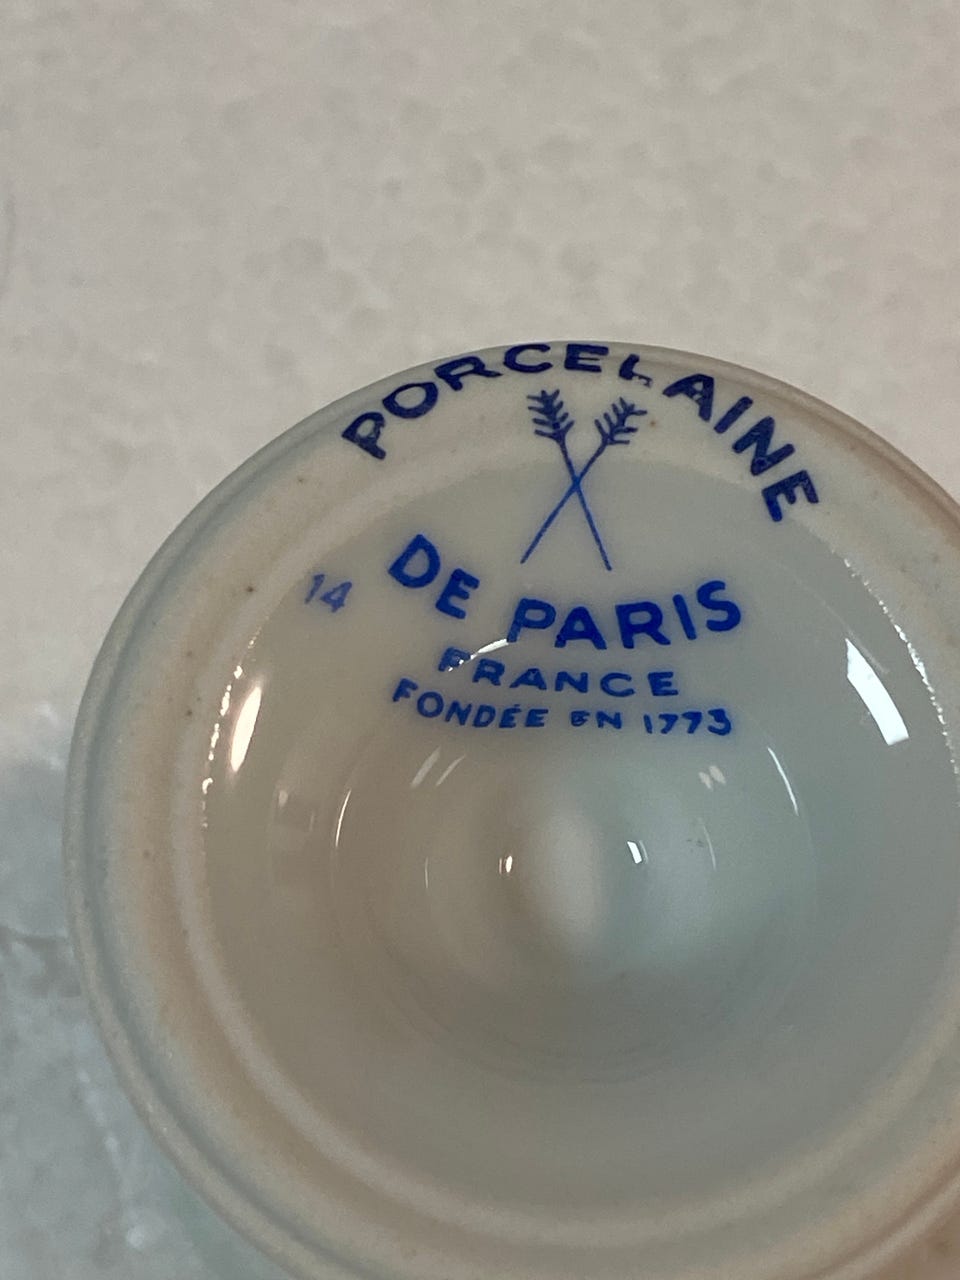 PORCELAINE
14
DE PARIS
FRANCE
FONDÉE EN 1773